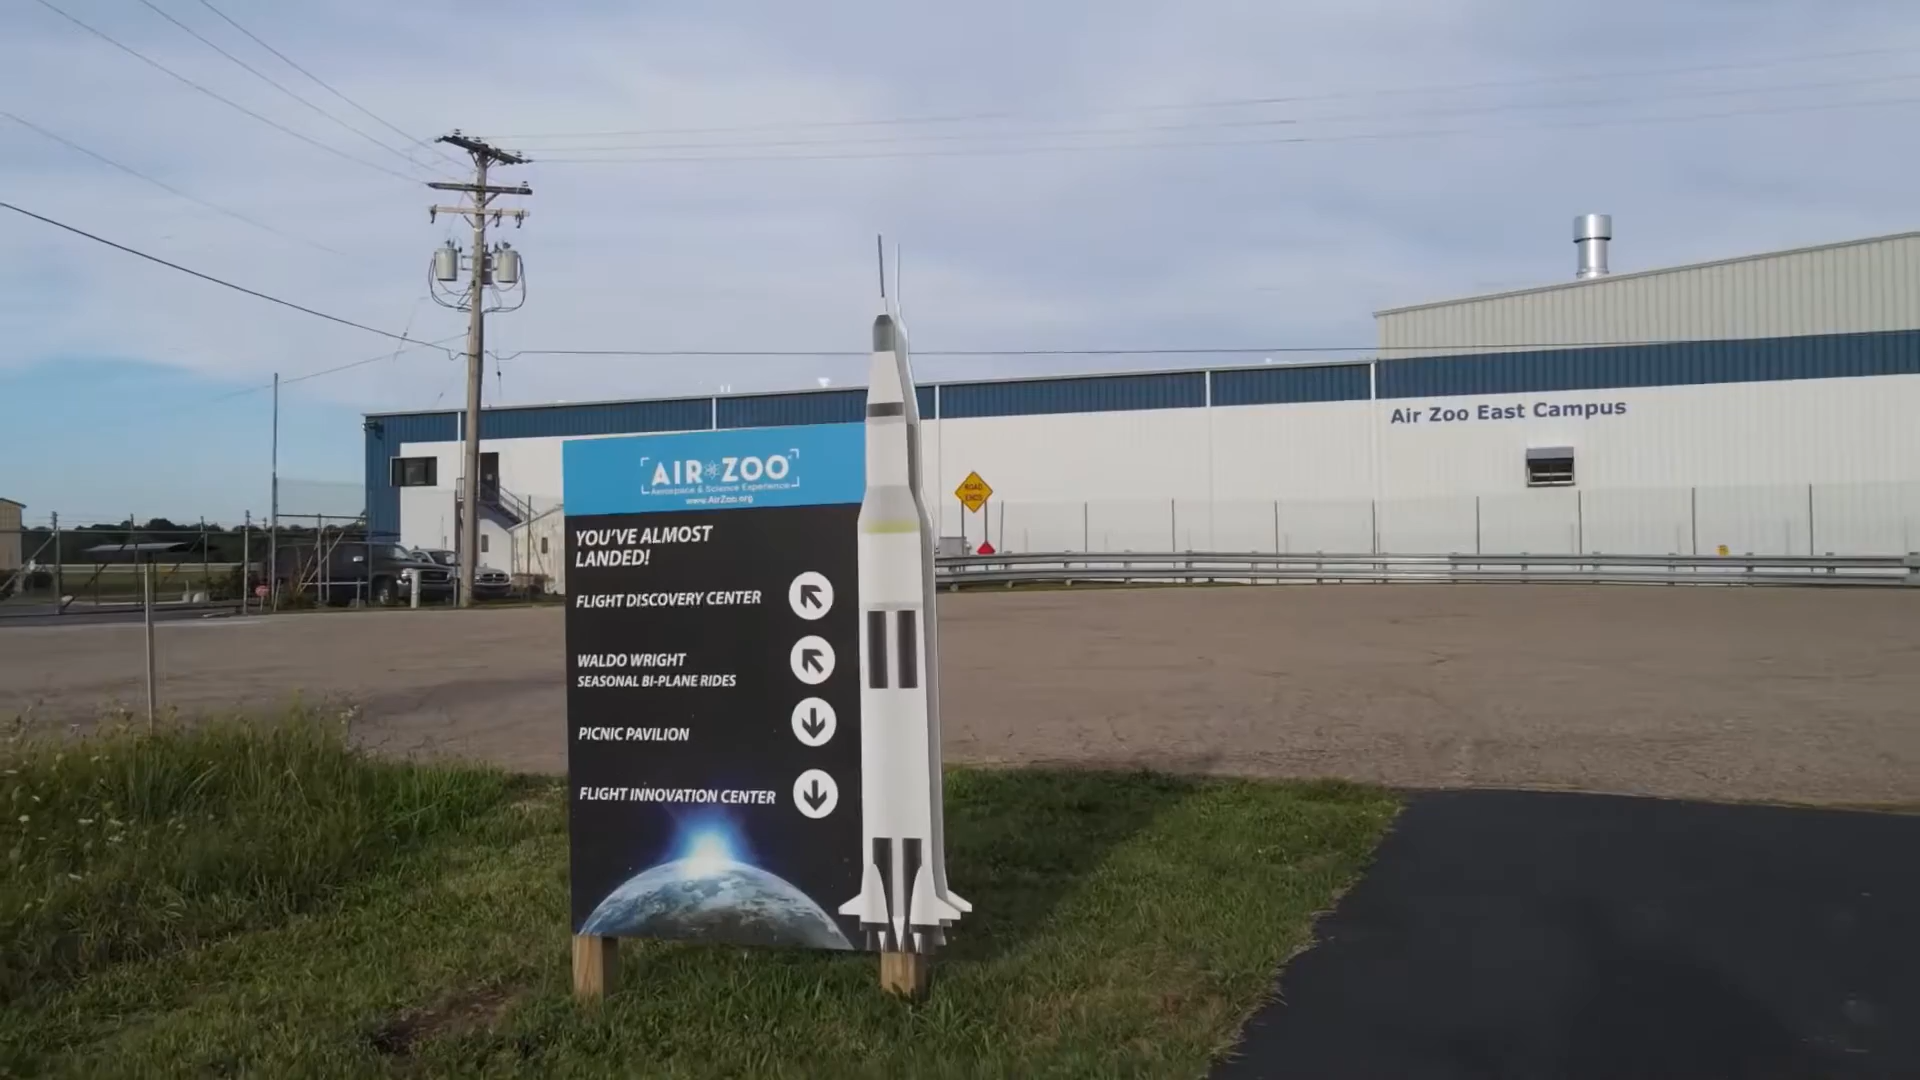 AIR ZOO
Aerospace & Science Experience
www.AirZoo.org
YOU'VE ALMOST
LANDED!
FLIGHT DISCOVERY CENTER
WALDO WRIGHT
SEASONAL BI-PLANE RIDES
PICNIC PAVILION
FLIGHT INNOVATION CENTER
Air Zoo East Campus
ROAD
ENDS